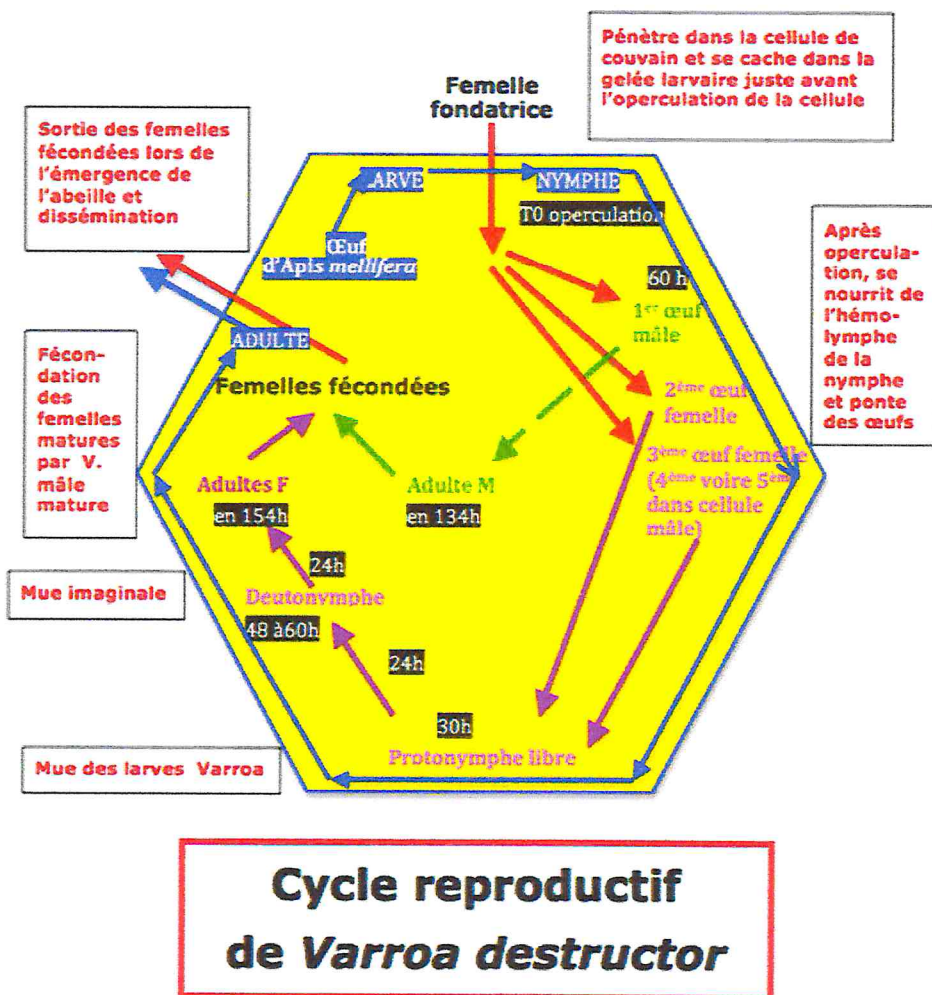 Pénètre dans la cellule de
couvain et se cache dans la
gelée larvaire juste avant
l'operculation de la cellule
Femelle
fondatrice
Sortie des femelles
fécondées lors de
l'émergence de
l'abeille et
dissémination
LARVE
NYMPHE
T0 operculation
Œuf
d'Apis mellifera
60 h
1er œuf
mâle
Après
opercula-
tion, se
nourrit de
l'hémo-
lymphe
de la
nymphe
et ponte
des œufs
ADULTE
Femelles fécondées
Fécon-
dation
des
femelles
matures
par V.
mâle
mature
2ème œuf
femelle
3ème œuf femelle
(4ème voire 5èm
dans cellule
mâle)
Adultes F
en 154h
Adulte M
en 134h
24h
Mue imaginale
Deutonymphe
48 à60h
24h
30h
Protonymphe libre
Mue des larves Varroa
Cycle reproductif
de Varroa destructor